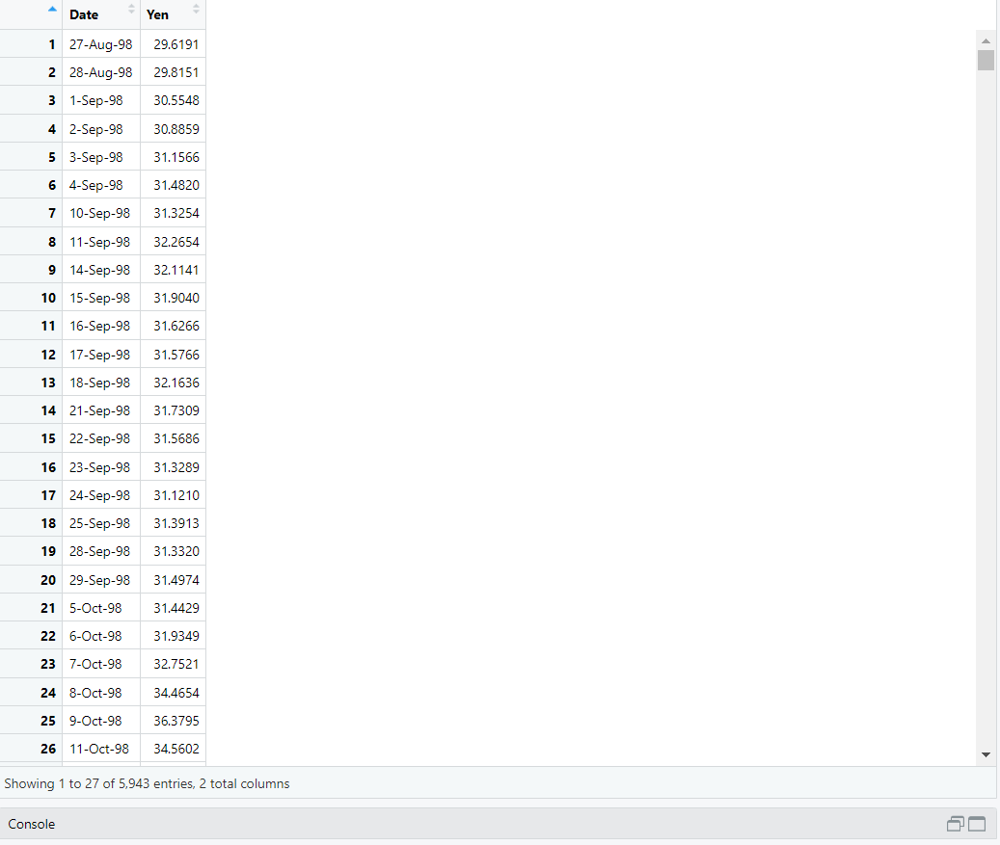 Date Yen
1 27-Aug-98 29.6191
2 28-Aug-98 29.8151
3 1-Sep-98 30.5548
4 2-Sep-98 30.8859
5 3-Sep-98 31.1566
6 4-Sep-98 31.4820
7 10-Sep-98 31.3254
8 11-Sep-98 32.2654
9 14-Sep-98 32.1141
10 15-Sep-98 31.9040
11 16-Sep-98 31.6266
12 17-Sep-98 31.5766
13 18-Sep-98 32.1636
14 21-Sep-98 31.7309
15 22-Sep-98 31.5686
16 23-Sep-98 31.3289
17 24-Sep-98 31.1210
18 25-Sep-98 31.3913
19 28-Sep-98 31.3320
20 29-Sep-98 31.4974
21 5-Oct-98 31.4429
22 6-Oct-98 31.9349
23 7-Oct-98 32.7521
24 8-Oct-98 34.4654
25 9-Oct-98 36.3795
26 11-Oct-98 34.5602
Showing 1 to 27 of 5,943 entries, 2 total columns
Console